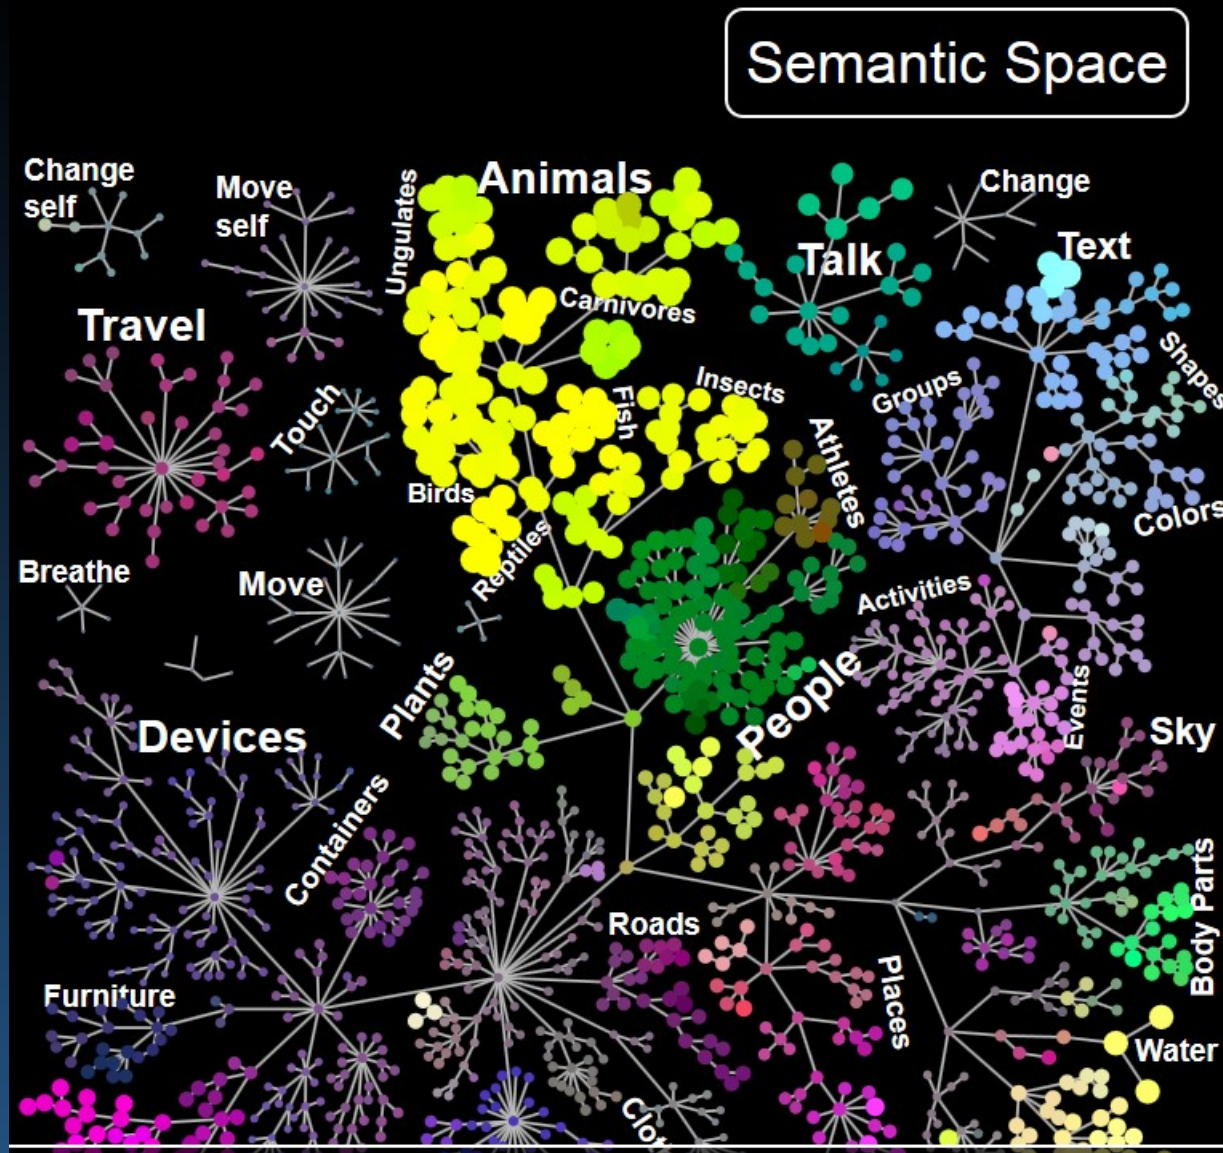 Semantic Space
Change
self
Move
self
Ungulates
Animals
Change
Talk
Text
Carnivores
Travel
Shapes
Insects
Groups
Touch
Fish
Athletes
Birds
Colors
Reptiles
Breathe
Move
Activities
Plants
People
Events
Devices
Sky
Containers
Body Parts
Roads
Places
Furniture
Water